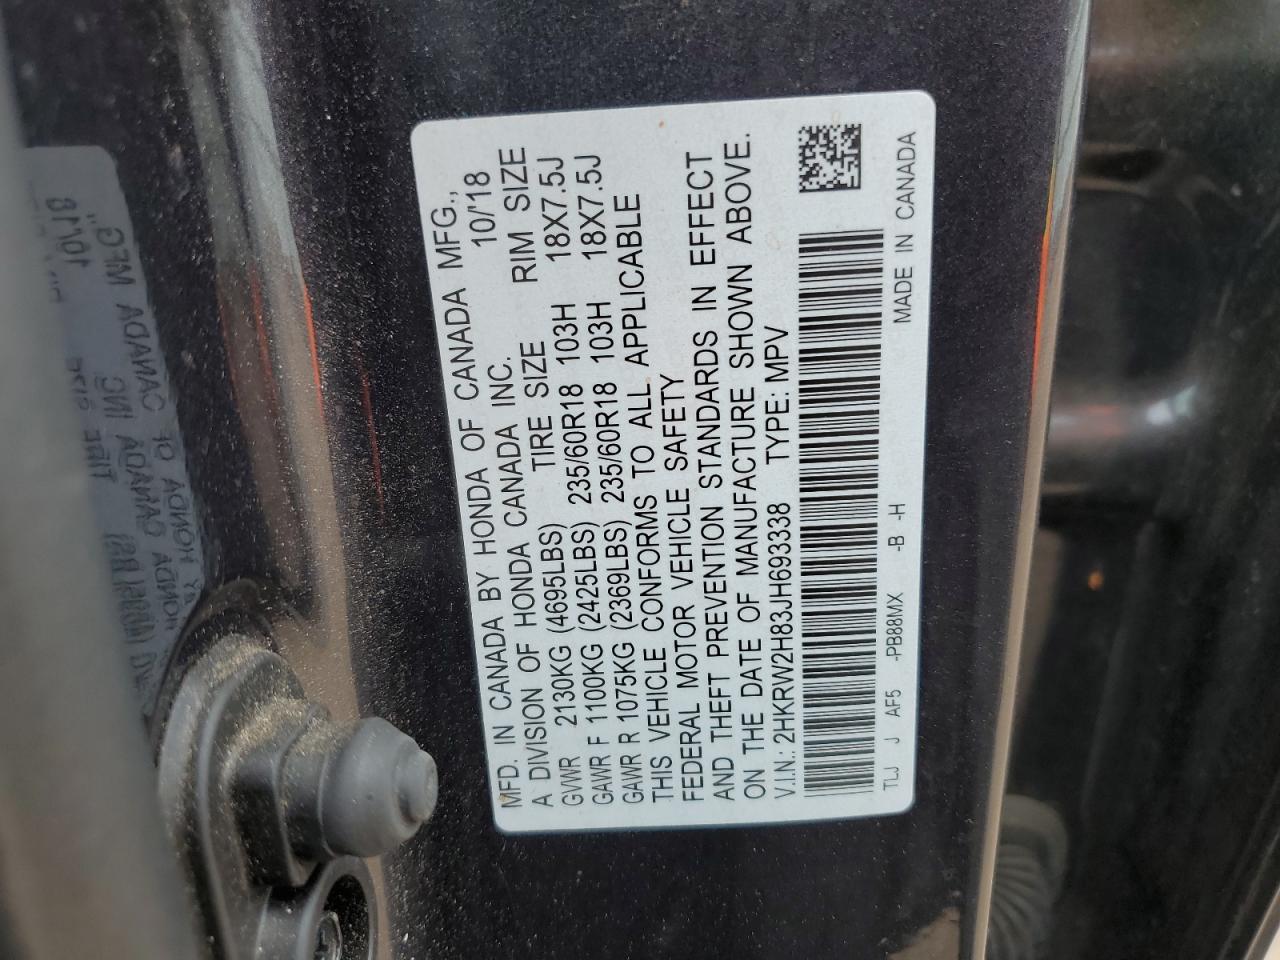 MFD. IN CANADA BY HONDA OF CANADA MFG.,
A DIVISION OF HONDA CANADA INC. 10/'18
GVWR 2130KG (4695LBS) TIRE SIZE RIM SIZE
GAWR F 1100KG (2425LBS) 235/60R18 103H 18X7.5J
GAWR R 1075KG (2369LBS) 235/60R18 103H 18X7.5J
THIS VEHICLE CONFORMS TO ALL APPLICABLE
FEDERAL MOTOR VEHICLE SAFETY
AND THEFT PREVENTION STANDARDS IN EFFECT
ON THE DATE OF MANUFACTURE SHOWN ABOVE.
V.I.N.: 2HKRW2H83JH693338 TYPE: MPV
TLJ J AF5 -PB88MX -B -H MADE IN CANADA